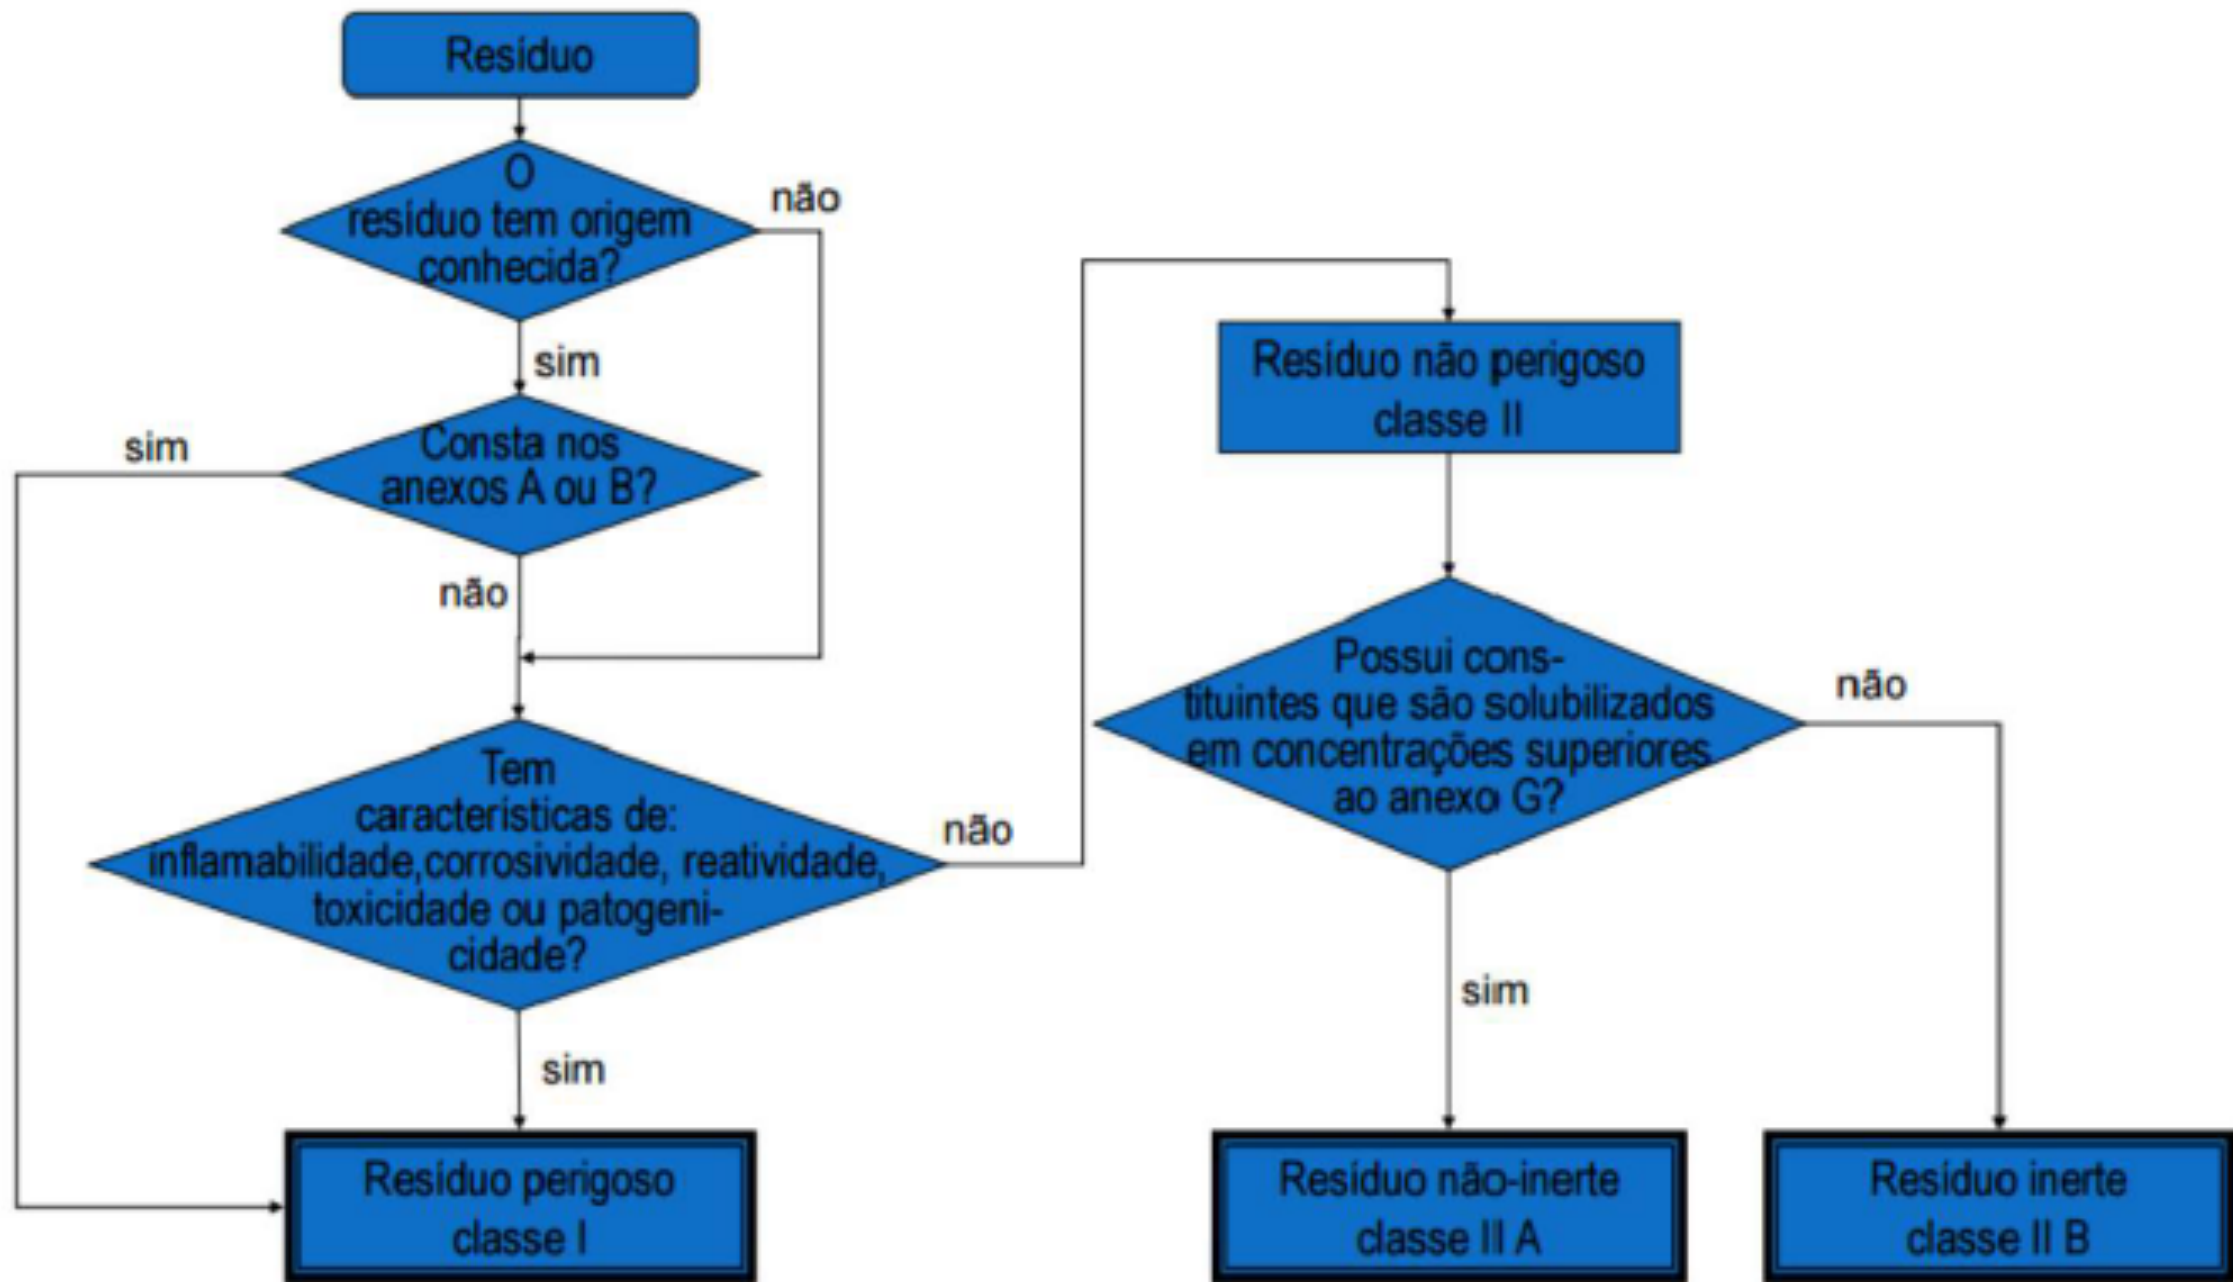 Resíduo
O
resíduo tem origem
conhecida?
não
sim
Consta nos
anexos A ou B?
sim
não
Tem
características de:
inflamabilidade,corrosividade, reatividade,
toxicidade ou patogeni-
cidade?
não
sim
Resíduo perigoso
classe I
Resíduo não perigoso
classe II
Possui cons-
tituintes que são solubilizados
em concentrações superiores
ao anexo G?
não
sim
Resíduo não-inerte
classe II A
Resíduo inerte
classe II B